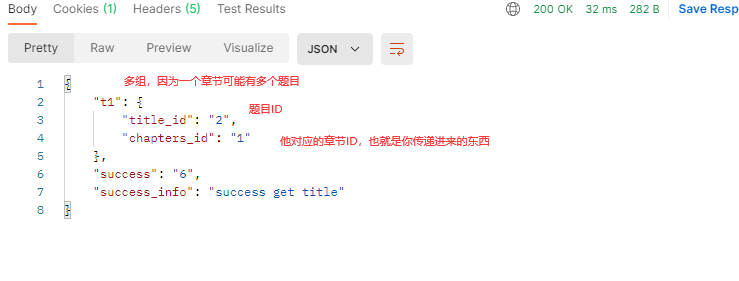 Body Cookies (1) Headers (5) Test Results 200 OK 32 ms 282 B Save Resp
Pretty Raw Preview Visualize JSON
1 {
多组，因为一个章节可能有多个题目
2 "t1": {
题目ID
3 "title_id": "2",
4 "chapters_id": "1"
他对应的章节ID，也就是你传递进来的东西
5 },
6 "success": "6",
7 "success_info": "success get title"
8 }